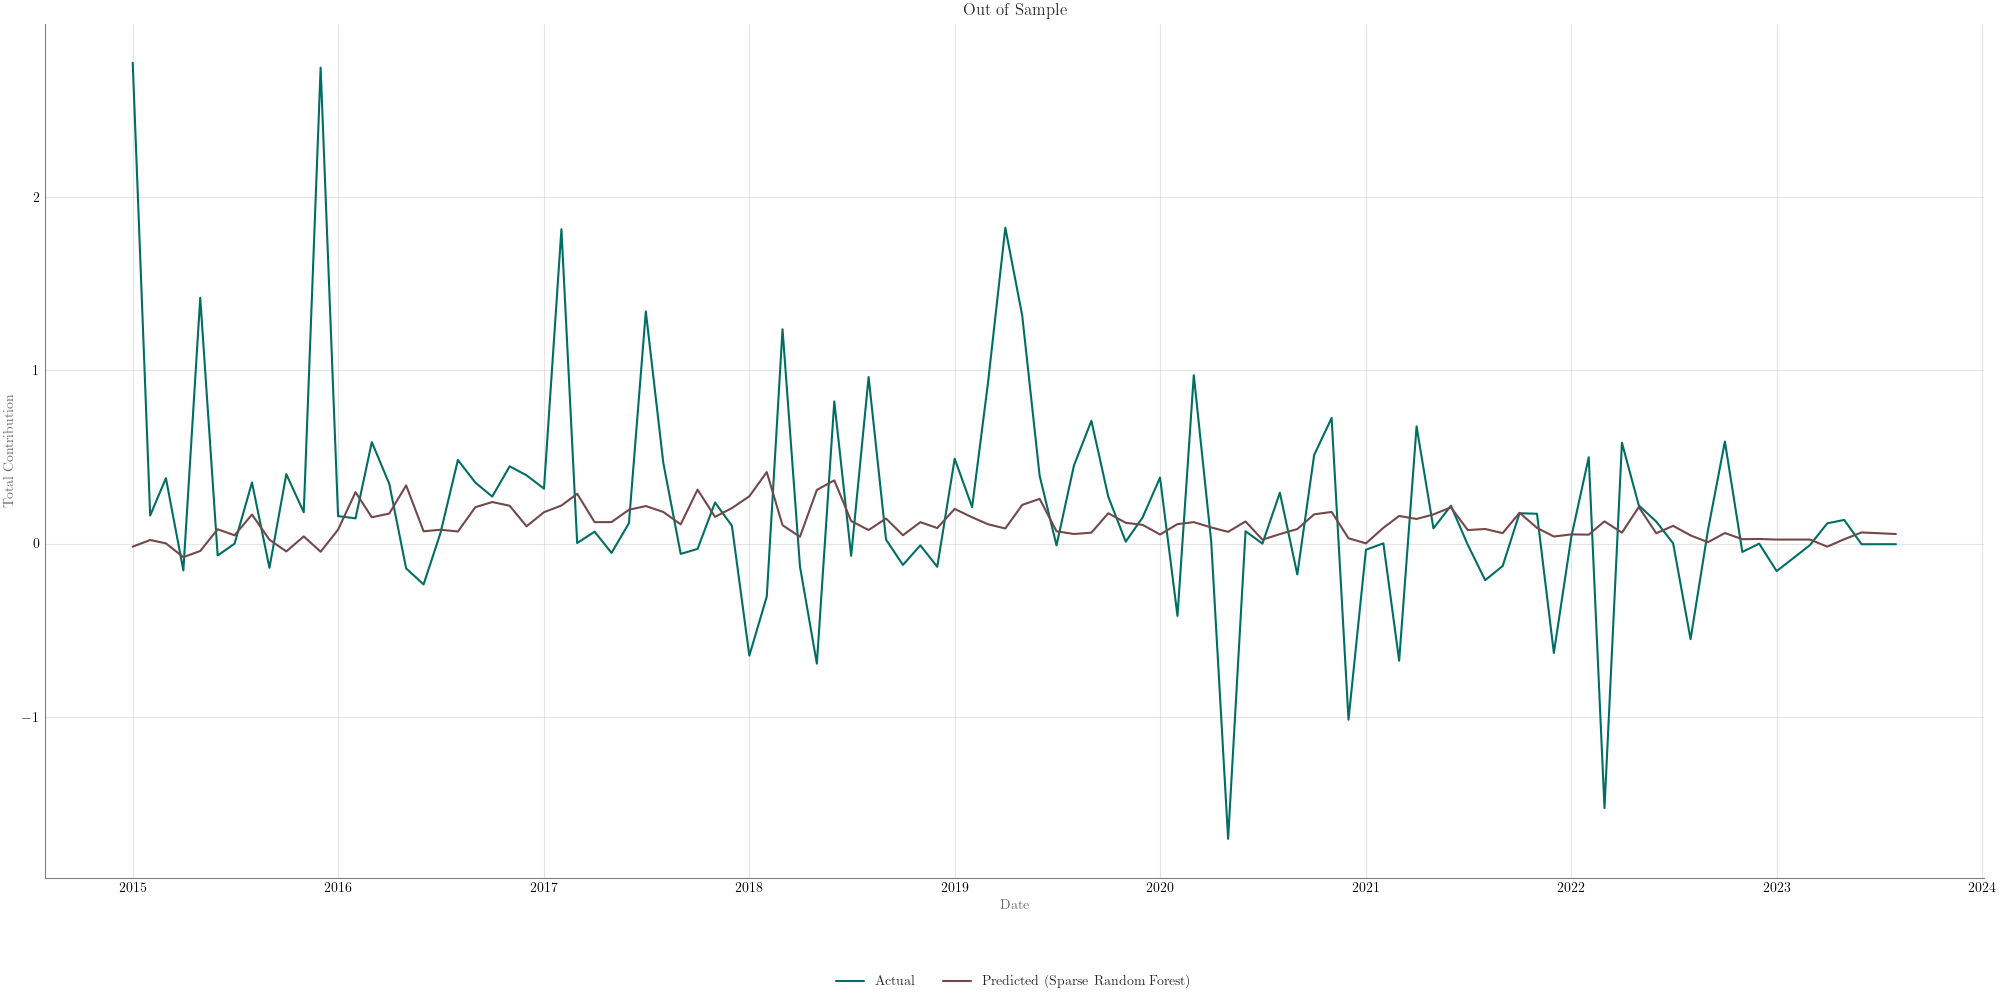 Out of Sample
Total Contribution
2
1
0
−1
2015 2016 2017 2018 2019 2020 2021 2022 2023 2024
Date
Actual Predicted (Sparse Random Forest)